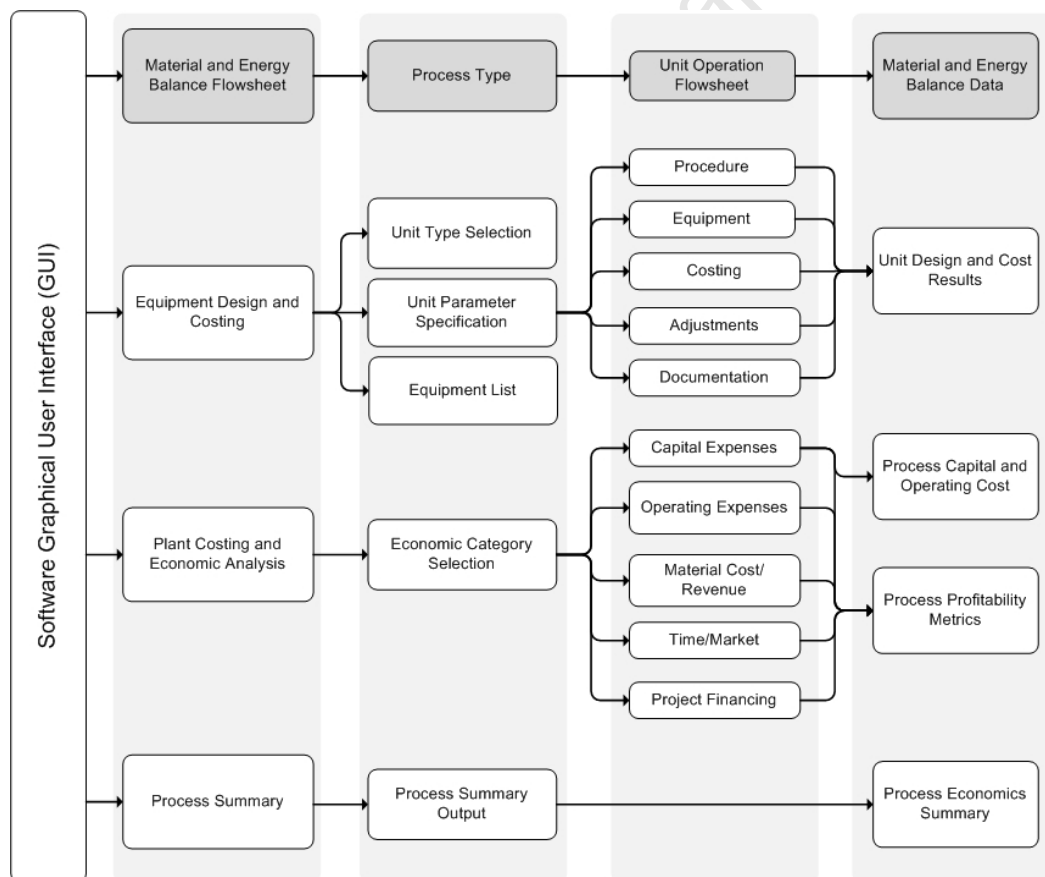 Software Graphical User Interface (GUI)
Material and Energy
Balance Flowsheet
Process Type
Unit Operation
Flowsheet
Material and Energy
Balance Data
Equipment Design and
Costing
Unit Type Selection
Unit Parameter
Specification
Equipment List
Procedure
Equipment
Costing
Adjustments
Documentation
Unit Design and Cost
Results
Plant Costing and
Economic Analysis
Economic Category
Selection
Capital Expenses
Operating Expenses
Material Cost/
Revenue
Time/Market
Project Financing
Process Capital and
Operating Cost
Process Profitability
Metrics
Process Summary
Process Summary
Output
Process Economics
Summary